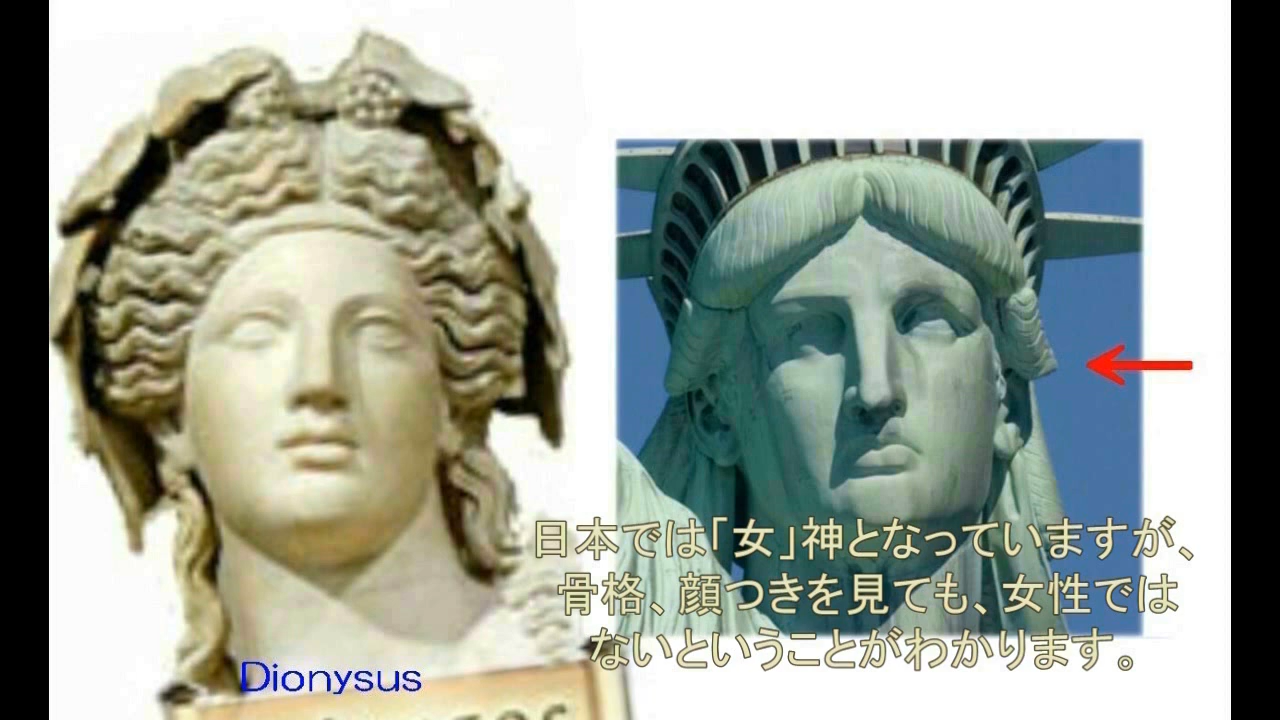 日本では「女」神となっていますが、
骨格、顔つきを見ても、女性では
ないということがわかります。
Dionysus